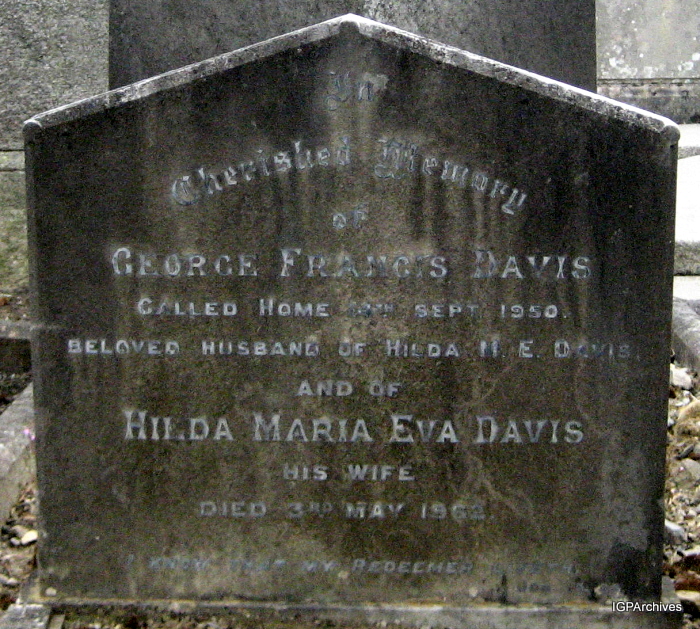 In
Cherished Memory
OF
GEORGE FRANCIS DAVIS
CALLED HOME SEPT 1950.
BELOVED HUSBAND OF HILDA M. E. DAVIS,
AND OF
HILDA MARIA EVA DAVIS
HIS WIFE
DIED 3RD MAY 1962.
I KNOW THAT MY REDEEMER LIVETH.
IGPArchives